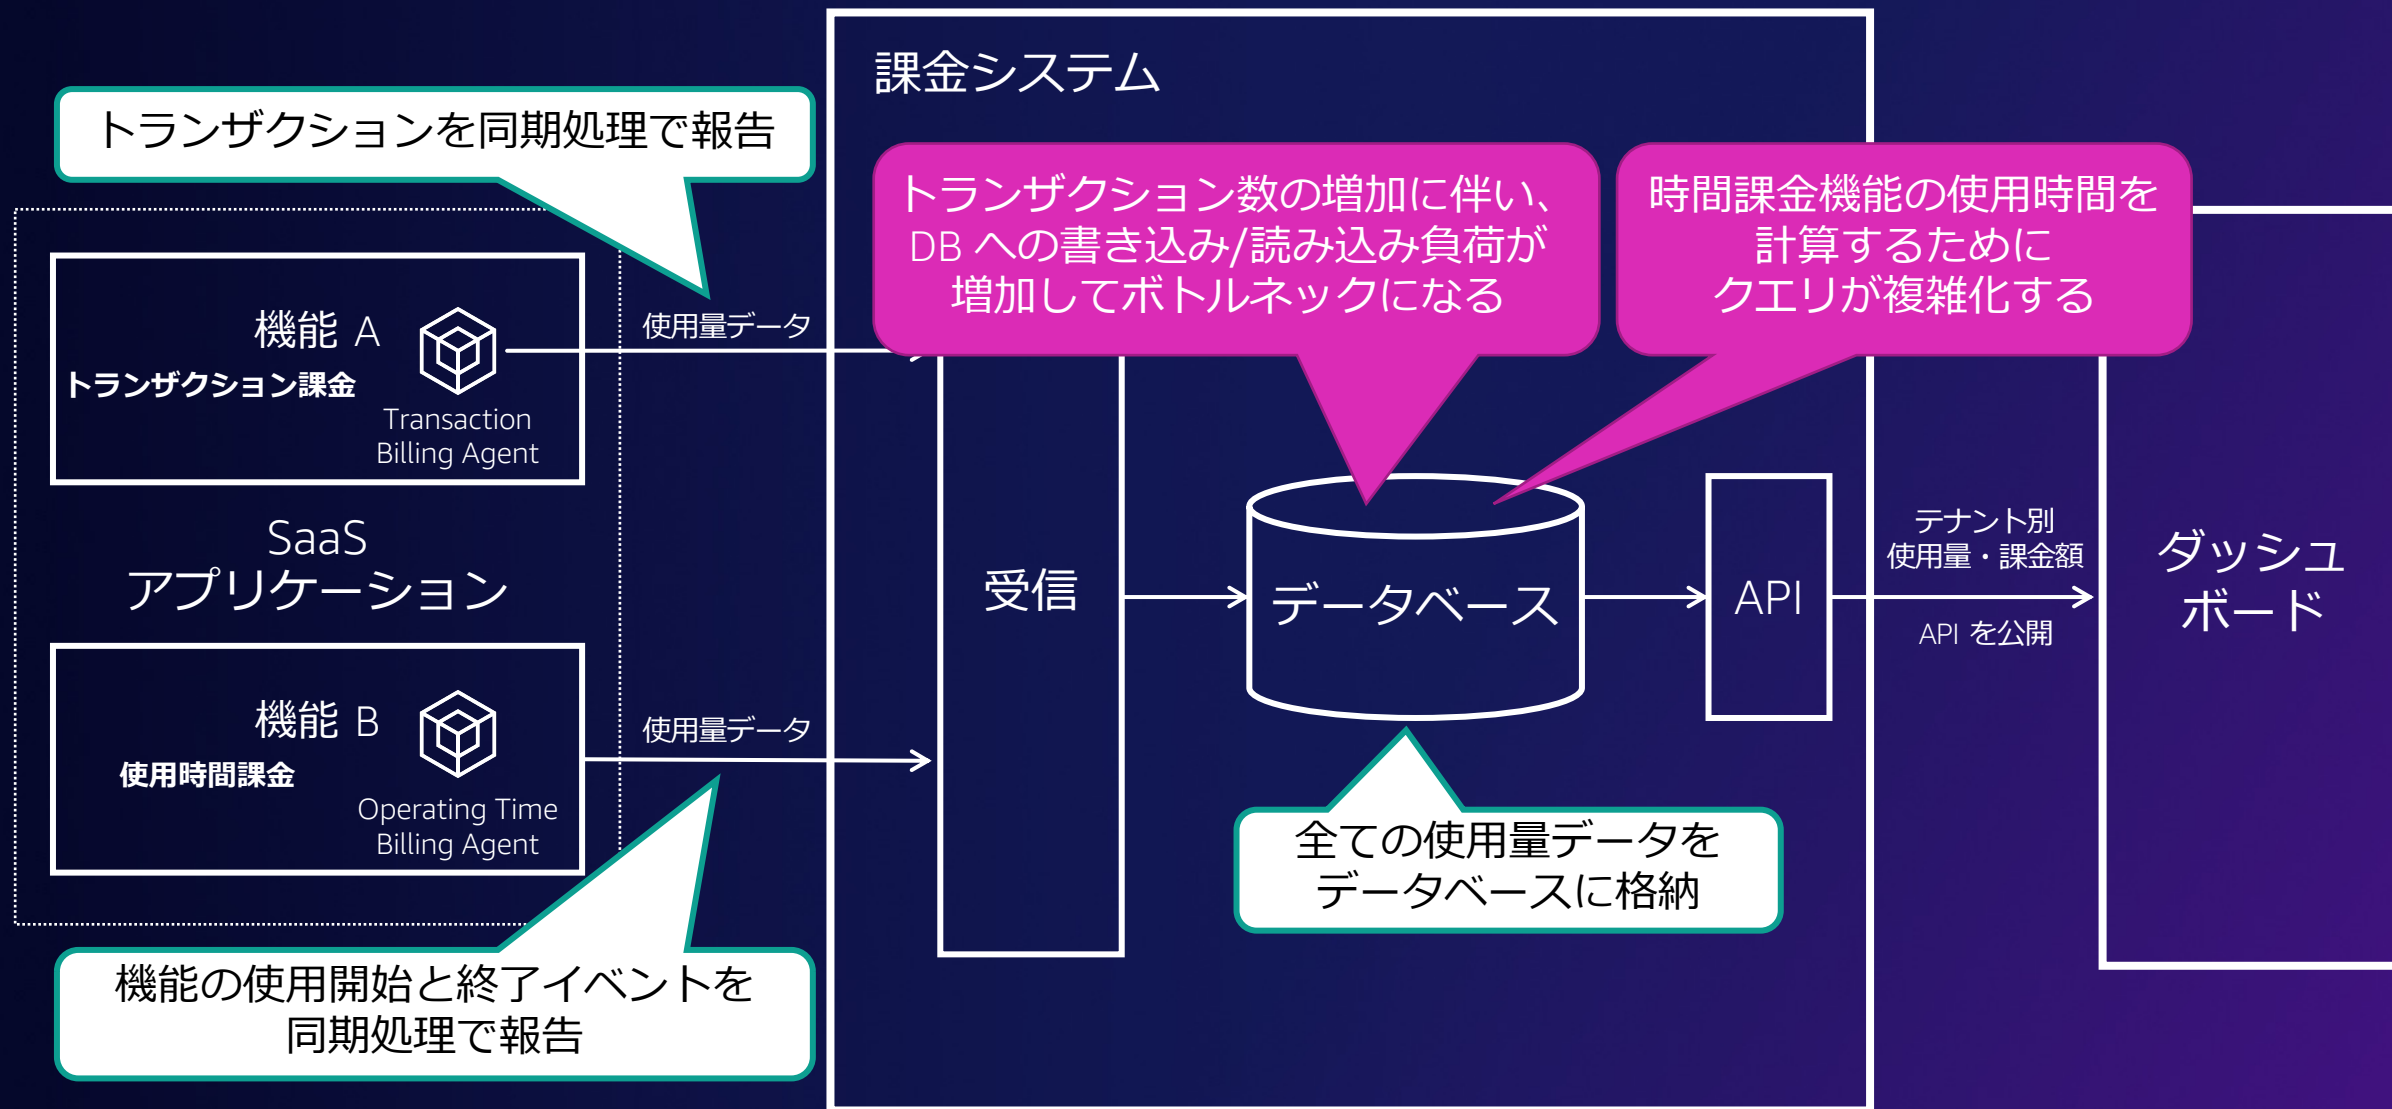 課金システム
トランザクションを同期処理で報告
トランザクション数の増加に伴い、
DB への書き込み/読み込み負荷が
増加してボトルネックになる
時間課金機能の使用時間を
計算するために
クエリが複雑化する
機能 A
トランザクション課金
Transaction
Billing Agent
使用量データ
SaaS
アプリケーション
機能 B
使用時間課金
Operating Time
Billing Agent
使用量データ
機能の使用開始と終了イベントを
同期処理で報告
受信
データベース
全ての使用量データを
データベースに格納
API
テナント別
使用量・課金額
API を公開
ダッシュ
ボード